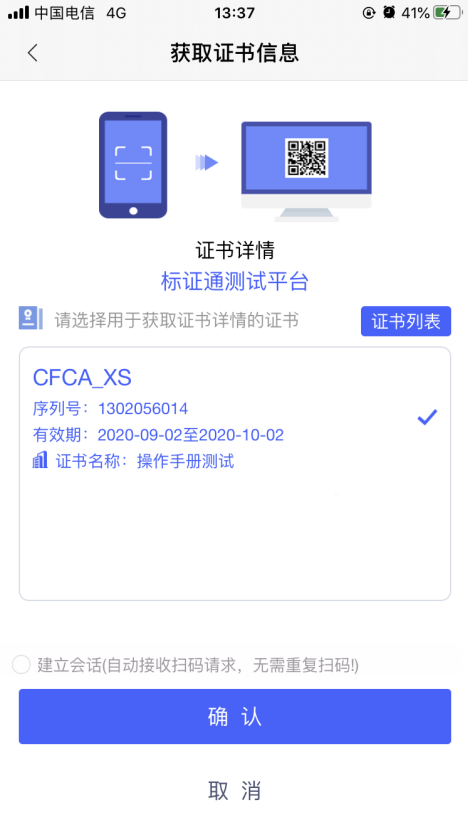 中国电信 4G 13:37 41%
获取证书信息
证书详情
标证通测试平台
请选择用于获取证书详情的证书 证书列表
CFCA_XS
序列号：1302056014
有效期：2020-09-02至2020-10-02
证书名称：操作手册测试
建立会话(自动接收扫码请求，无需重复扫码!)
确 认
取 消